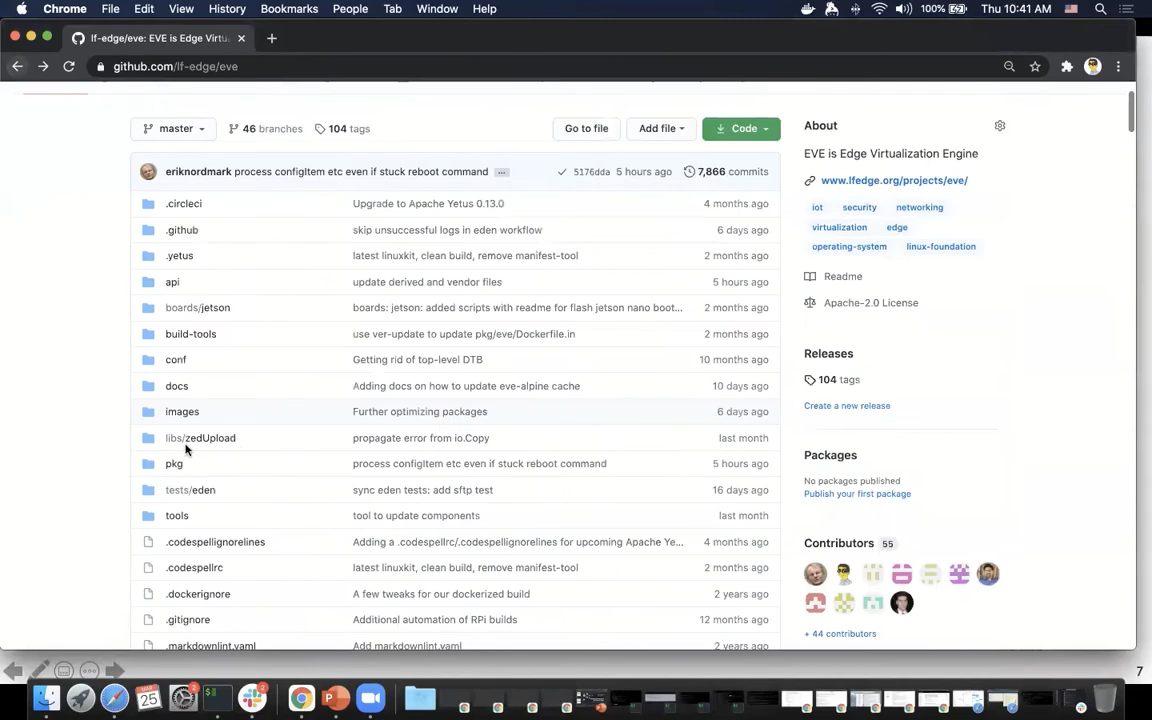 Chrome File Edit View History Bookmarks People Tab Window Help 100% Thu 10:41 AM
lf-edge/eve: EVE is Edge Virtu
github.com/lf-edge/eve
master 46 branches 104 tags Go to file Add file Code
eriknordmark process configItem etc even if stuck reboot command ... 5176dda 5 hours ago 7,866 commits
.circleci Upgrade to Apache Yetus 0.13.0 4 months ago
.github skip unsuccessful logs in eden workflow 6 days ago
.yetus latest linuxkit, clean build, remove manifest-tool 2 months ago
api update derived and vendor files 5 hours ago
boards/jetson boards: jetson: added scripts with readme for flash jetson nano boot... 2 months ago
build-tools use ver-update to update pkg/eve/Dockerfile.in 2 months ago
conf Getting rid of top-level DTB 10 months ago
docs Adding docs on how to update eve-alpine cache 10 days ago
images Further optimizing packages 6 days ago
libs/zedUpload propagate error from io.Copy last month
pkg process configItem etc even if stuck reboot command 5 hours ago
tests/eden sync eden tests: add sftp test 16 days ago
tools tool to update components last month
.codespellignorelines Adding a .codespellrc/.codespellignorelines for upcoming Apache Ye... 4 months ago
.codespellrc latest linuxkit, clean build, remove manifest-tool 2 months ago
.dockerignore A few tweaks for our dockerized build 2 years ago
.gitignore Additional automation of RPi builds 12 months ago
.markdownlint.yaml Add markdownlint.yaml 2 years ago
About
EVE is Edge Virtualization Engine
www.lfedge.org/projects/eve/
iot security networking
virtualization edge
operating-system linux-foundation
Readme
Apache-2.0 License
Releases
104 tags
Create a new release
Packages
No packages published
Publish your first package
Contributors 55
+ 44 contributors
7
MAR
25